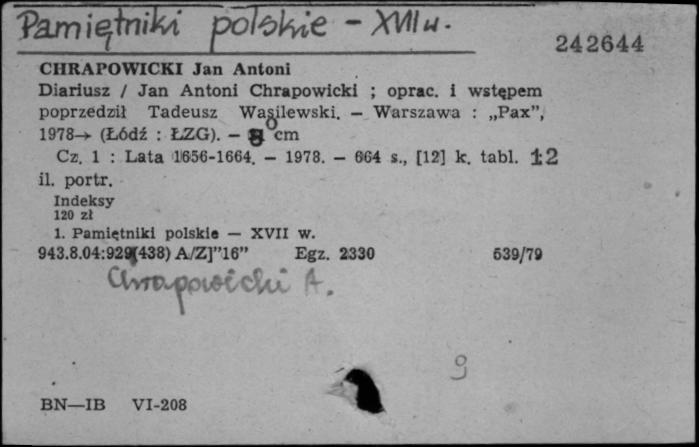 Pamiętniki polskie - XVII w.
242644
CHRAPOWICKI Jan Antoni
Diariusz / Jan Antoni Chrapowicki ; oprac. i wstępem
poprzedził Tadeusz Wasilewski. — Warszawa : „Pax”,
1978→ (Łódź : ŁZG). — 8° cm
Cz. 1 : Lata 1656-1664. — 1978. — 664 s., [12] k. tabl. 12
il. portr.
Indeksy
120 zł
1. Pamiętniki polskie — XVII w.
943.8.04:929(438) A/Z]”16” Egz. 2330 539/79
Chrapowicki A.
9
BN—IB VI-208